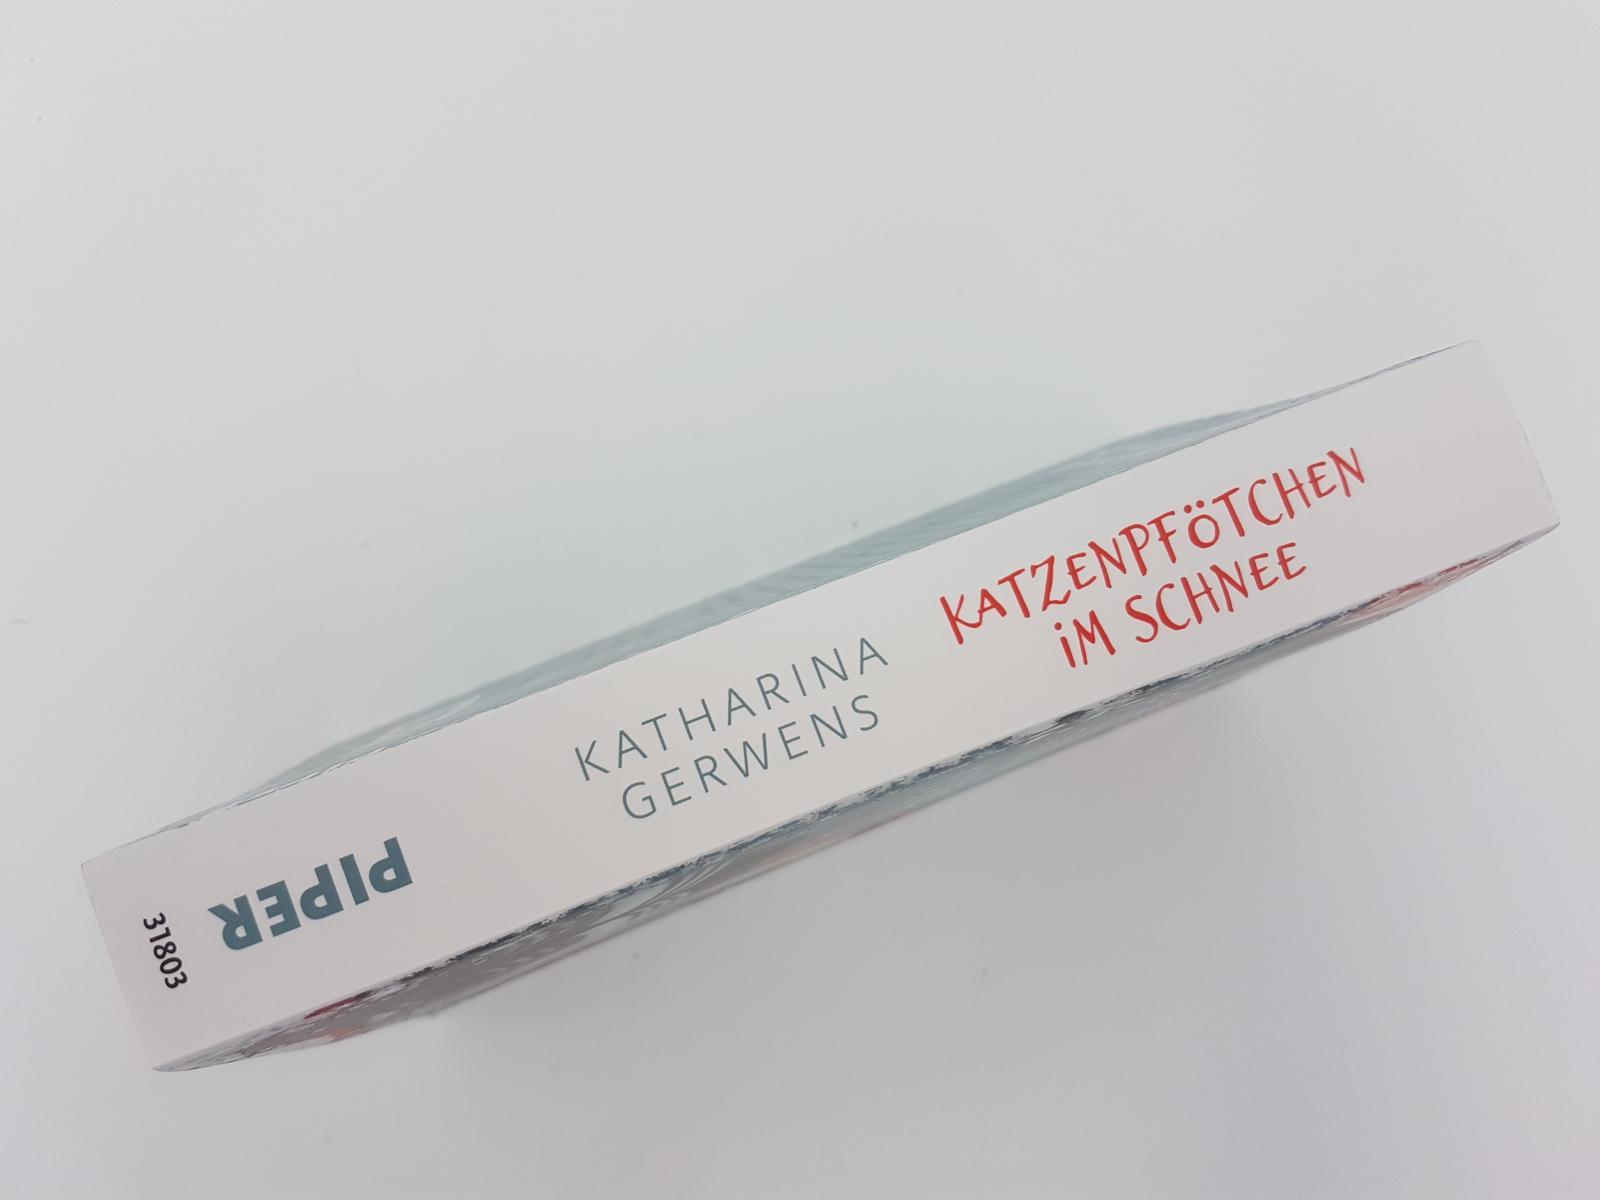 KATZENPFÖTCHEN
iM SCHNEE
KATHARINA
GERWENS
PIPER
31803